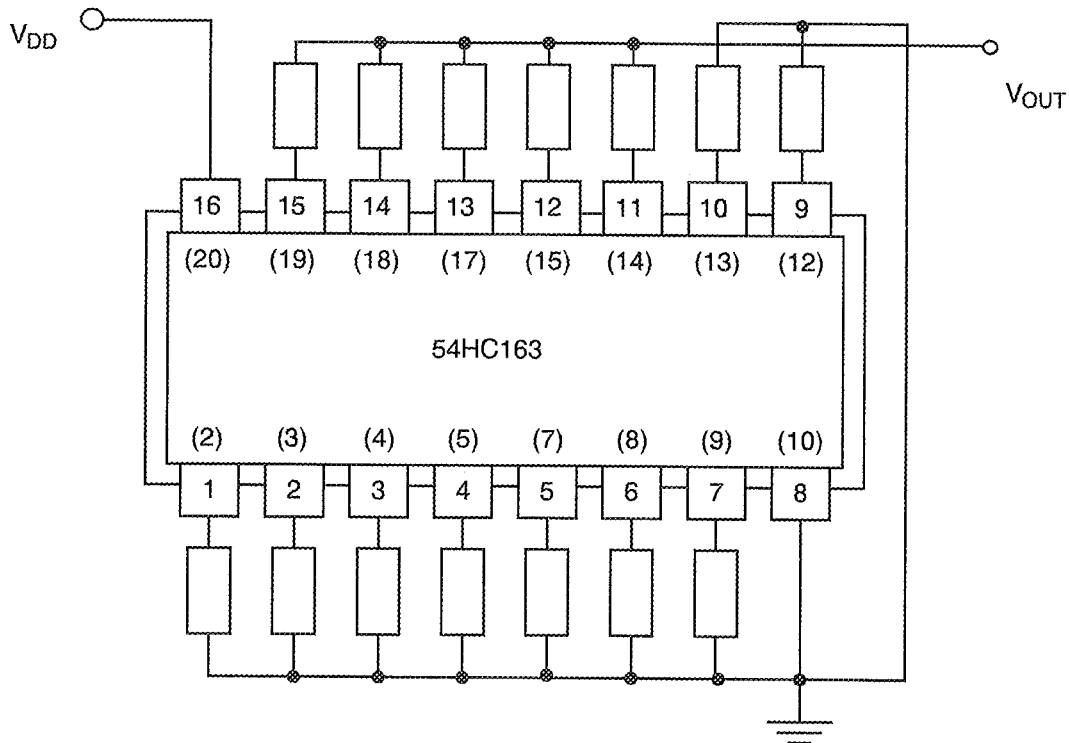 VDD
VOUT
16 15 14 13 12 11 10 9
(20) (19) (18) (17) (15) (14) (13) (12)
54HC163
(2) (3) (4) (5) (7) (8) (9) (10)
1 2 3 4 5 6 7 8